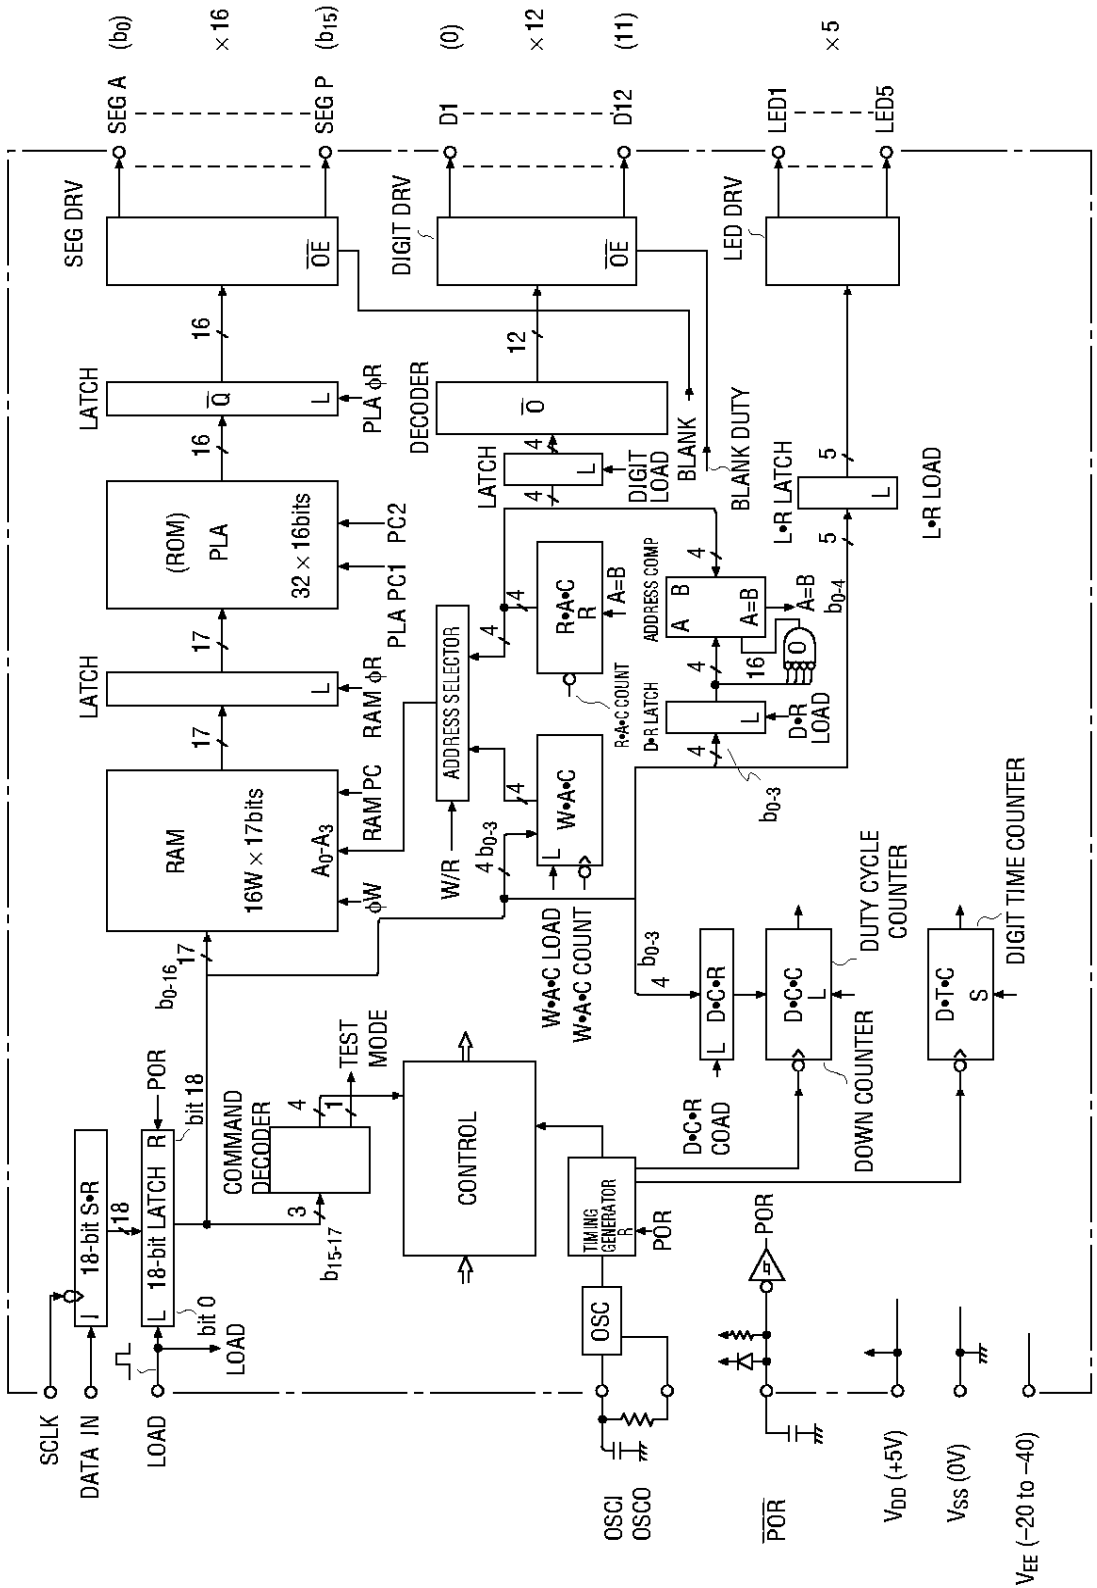 SCLK
DATA IN
LOAD
I 18-bit S•R
18
L 18-bit LATCH R
POR
bit 0
bit 18
LOAD
COMMAND
DECODER
3
b15-17
4
1
TEST
MODE
CONTROL
OSCI
OSCO
OSC
TIMING
GENERATOR
R
POR
POR
POR
VDD (+5V)
VSS (0V)
VEE (–20 to –40)
b0-16
17
RAM
16W × 17bits
A0-A3
ϕW
RAM PC
17
LATCH
L
RAM ϕR
17
(ROM)
PLA
32 × 16bits
PLA PC1
PC2
16
LATCH
Q
L
PLA ϕR
16
SEG DRV
OE
SEG A (b0)
× 16
SEG P (b15)
W/R
ADDRESS SELECTOR
4 b0-3
4
L W•A•C
W•A•C LOAD
W•A•C COUNT
4
4
R•A•C
R
A=B
R•A•C COUNT
LATCH
4
L
4
DIGIT
LOAD
DECODER
O
12
DIGIT DRV
OE
D1 (0)
× 12
D12 (11)
BLANK
BLANK DUTY
D•R LATCH
4
L
D•R
LOAD
b0-3
4
ADDRESS COMP
A B
A=B
4
16
O
A=B
b0-4
5
L•R LATCH
L
L•R LOAD
5
LED DRV
LED1
× 5
LED5
b0-3
4
L D•C•R
D•C•R
COAD
D•C•C
L
DOWN COUNTER
DUTY CYCLE
COUNTER
D•T•C
S
DIGIT TIME COUNTER